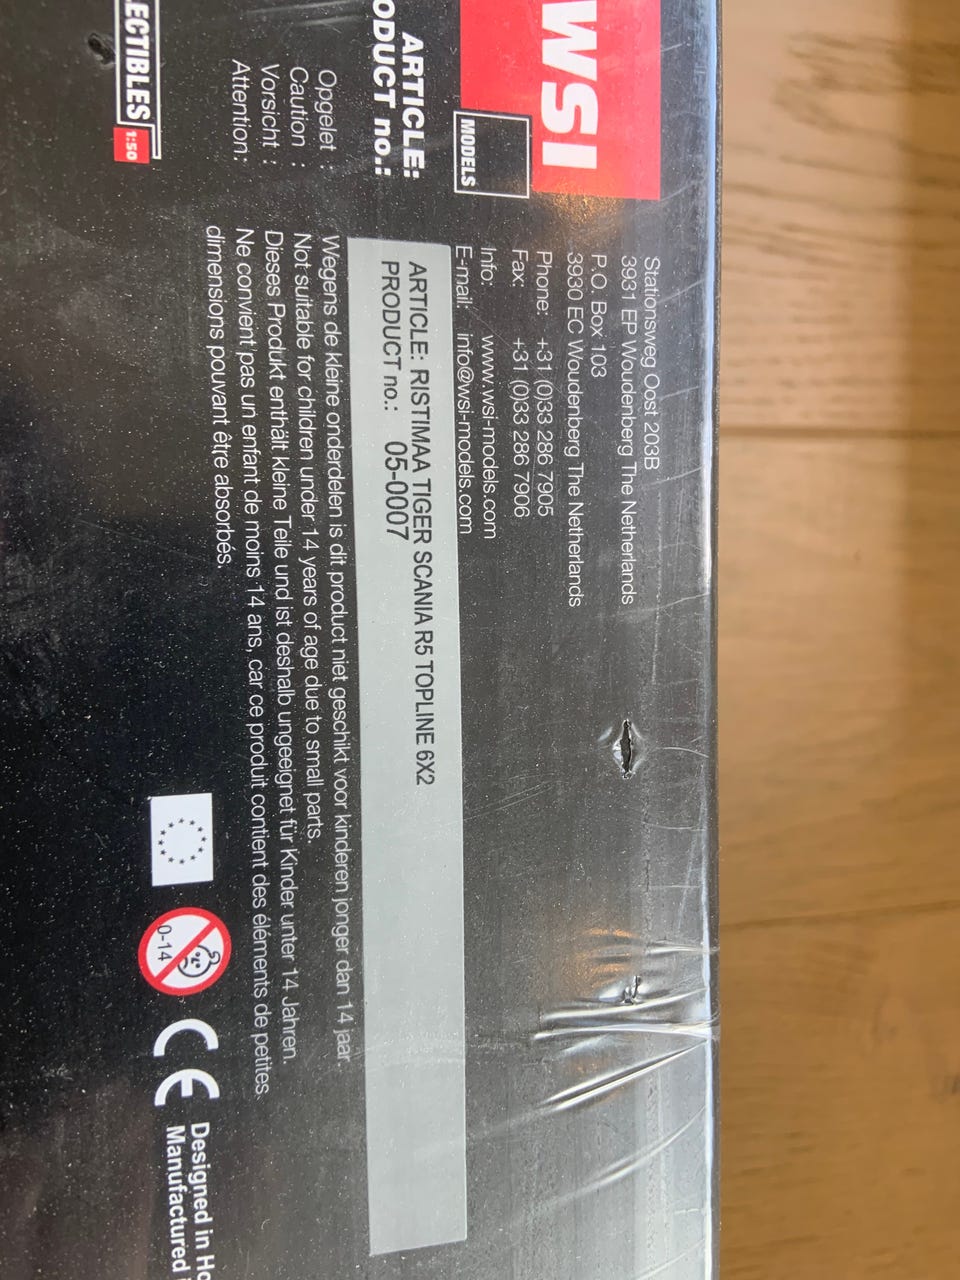 WSI
MODELS
Stationsweg Oost 203B
3931 EP Woudenberg The Netherlands
P.O. Box 103
3930 EC Woudenberg The Netherlands
Phone: +31 (0)33 286 7905
Fax: +31 (0)33 286 7906
Info: www.wsi-models.com
E-mail: info@wsi-models.com
ARTICLE:
ODUCT no.:
ARTICLE: RISTIMAA TIGER SCANIA R5 TOPLINE 6X2
PRODUCT no.: 05-0007
Opgelet : Wegens de kleine onderdelen is dit product niet geschikt voor kinderen jonger dan 14 jaar.
Caution : Not suitable for children under 14 years of age due to small parts.
Vorsicht : Dieses Produkt enthält kleine Teile und ist deshalb ungeeignet für Kinder unter 14 Jahren.
Attention: Ne convient pas un enfant de moins 14 ans, car ce produit contient des éléments de petites
dimensions pouvant être absorbés.
LECTIBLES
1:50
0-14
CE
Designed in Ho
Manufactured